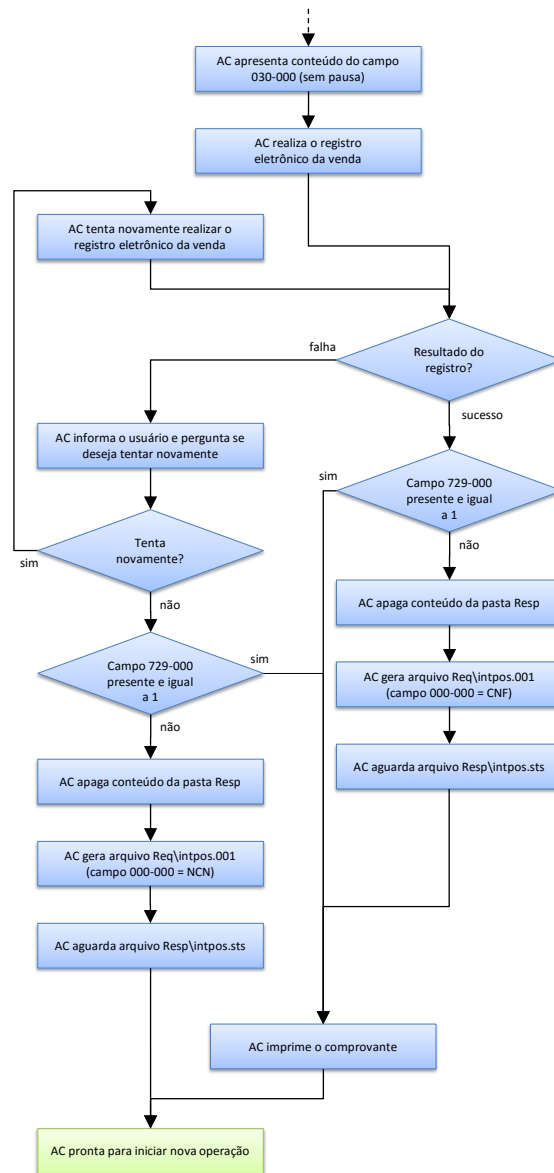 AC apresenta conteúdo do campo
030-000 (sem pausa)
AC realiza o registro
eletrônico da venda
AC tenta novamente realizar o
registro eletrônico da venda
falha
Resultado do
registro?
sucesso
AC informa o usuário e pergunta se
deseja tentar novamente
sim
Campo 729-000
presente e igual
a 1
não
Tenta
novamente?
sim
não
AC apaga conteúdo da pasta Resp
Campo 729-000
presente e igual
a 1
sim
não
AC gera arquivo Req\intpos.001
(campo 000-000 = CNF)
AC apaga conteúdo da pasta Resp
AC aguarda arquivo Resp\intpos.sts
AC gera arquivo Req\intpos.001
(campo 000-000 = NCN)
AC aguarda arquivo Resp\intpos.sts
AC imprime o comprovante
AC pronta para iniciar nova operação